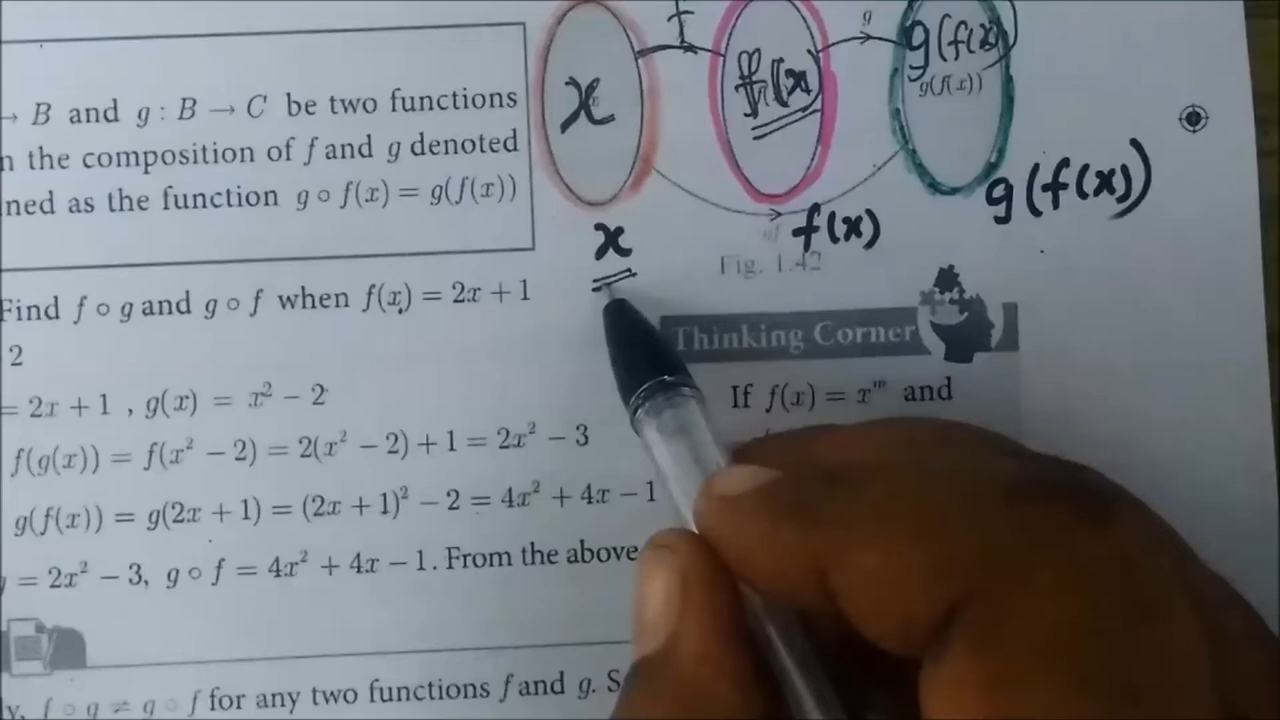 f
g
x
f(x)
g(f(x))
g(f(x))
→ B and g : B → C be two functions
n the composition of f and g denoted
ned as the function g ∘ f(x) = g(f(x))
g(f(x))
x
f(x)
Fig. 1.42
Find f ∘ g and g ∘ f when f(x) = 2x + 1
2
Thinking Corner
= 2x + 1 , g(x) = x² − 2
If f(x) = xᵐ and
f(g(x)) = f(x² − 2) = 2(x² − 2) + 1 = 2x² − 3
g(f(x)) = g(2x + 1) = (2x + 1)² − 2 = 4x² + 4x − 1
= 2x² − 3, g ∘ f = 4x² + 4x − 1. From the above
y, f ∘ g ≠ g ∘ f for any two functions f and g. S